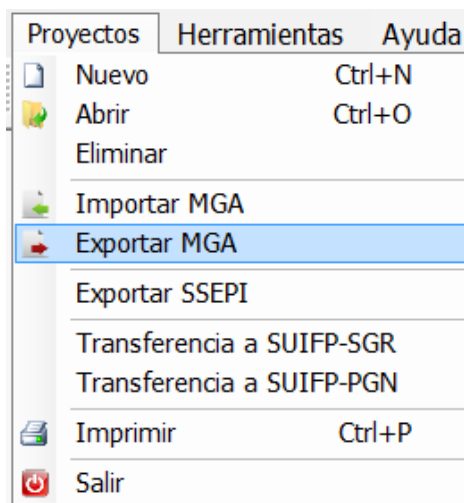 Proyectos Herramientas Ayuda
Nuevo Ctrl+N
Abrir Ctrl+O
Eliminar
Importar MGA
Exportar MGA
Exportar SSEPI
Transferencia a SUIFP-SGR
Transferencia a SUIFP-PGN
Imprimir Ctrl+P
Salir